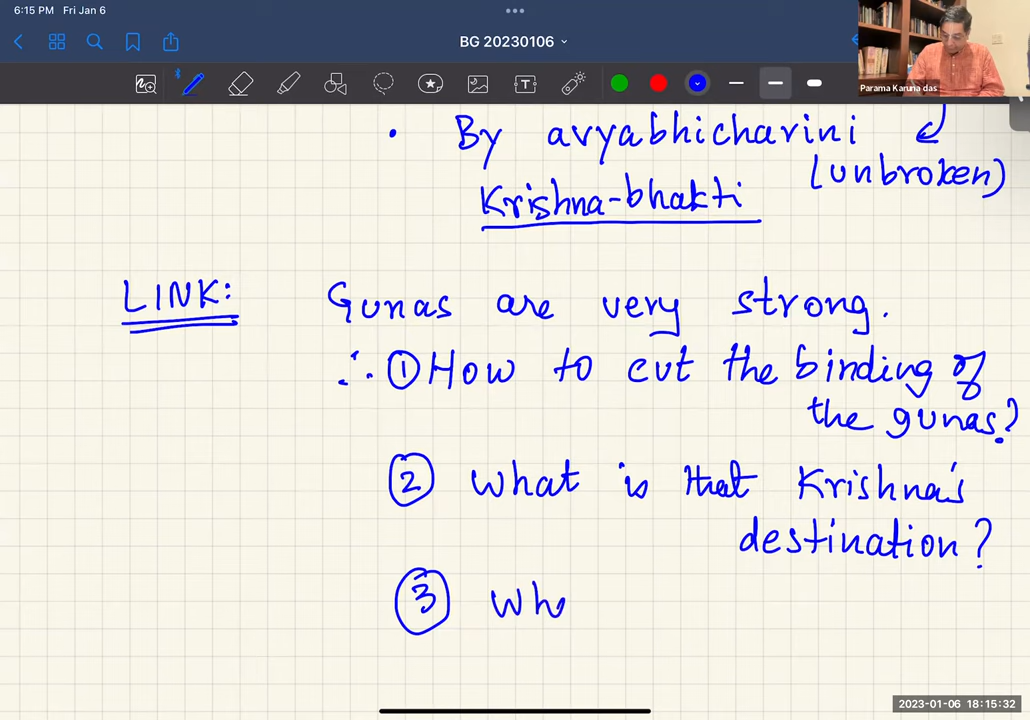 6:15 PM Fri Jan 6
BG 20230106
Parama Karuna das
• By avyabhicharini
(unbroken)
Krishna-bhakti
LINK: Gunas are very strong.
∴ ① How to cut the binding of
the gunas?
② What is that Krishna's
destination?
③ Who
2023-01-06 18:15:32